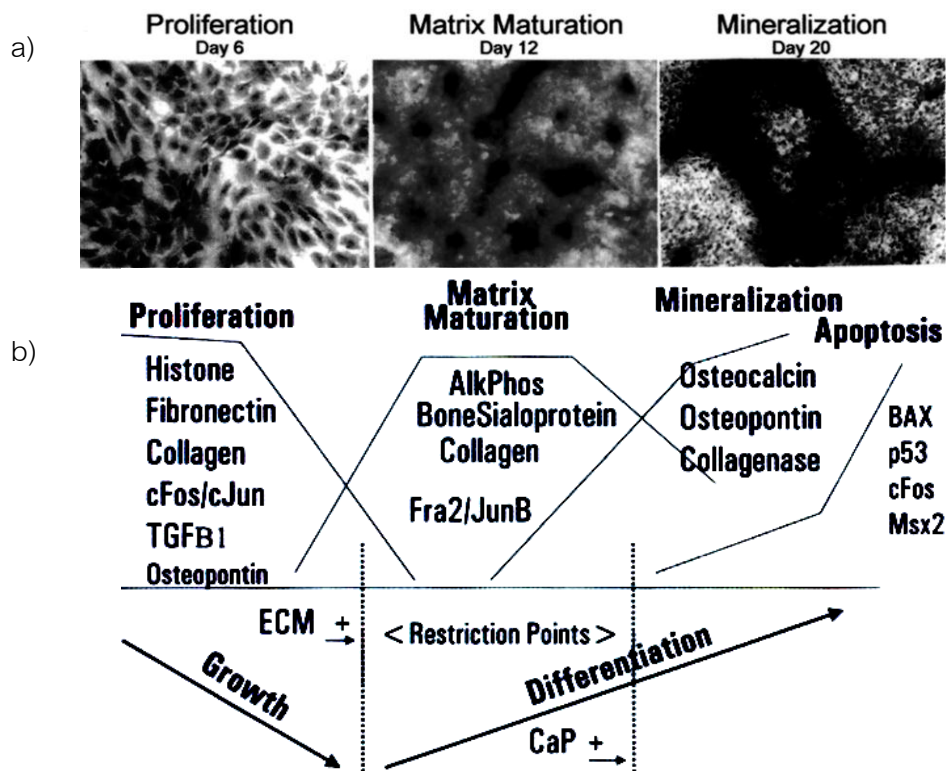 a)
Proliferation
Day 6
Matrix Maturation
Day 12
Mineralization
Day 20
b)
Proliferation
Histone
Fibronectin
Collagen
cFos/cJun
TGFB1
Osteopontin
Matrix
Maturation
AlkPhos
BoneSialoprotein
Collagen
Fra2/JunB
Mineralization
Osteocalcin
Osteopontin
Collagenase
Apoptosis
BAX
p53
cFos
Msx2
ECM +
→
< Restriction Points >
Growth
Differentiation
CaP +
→